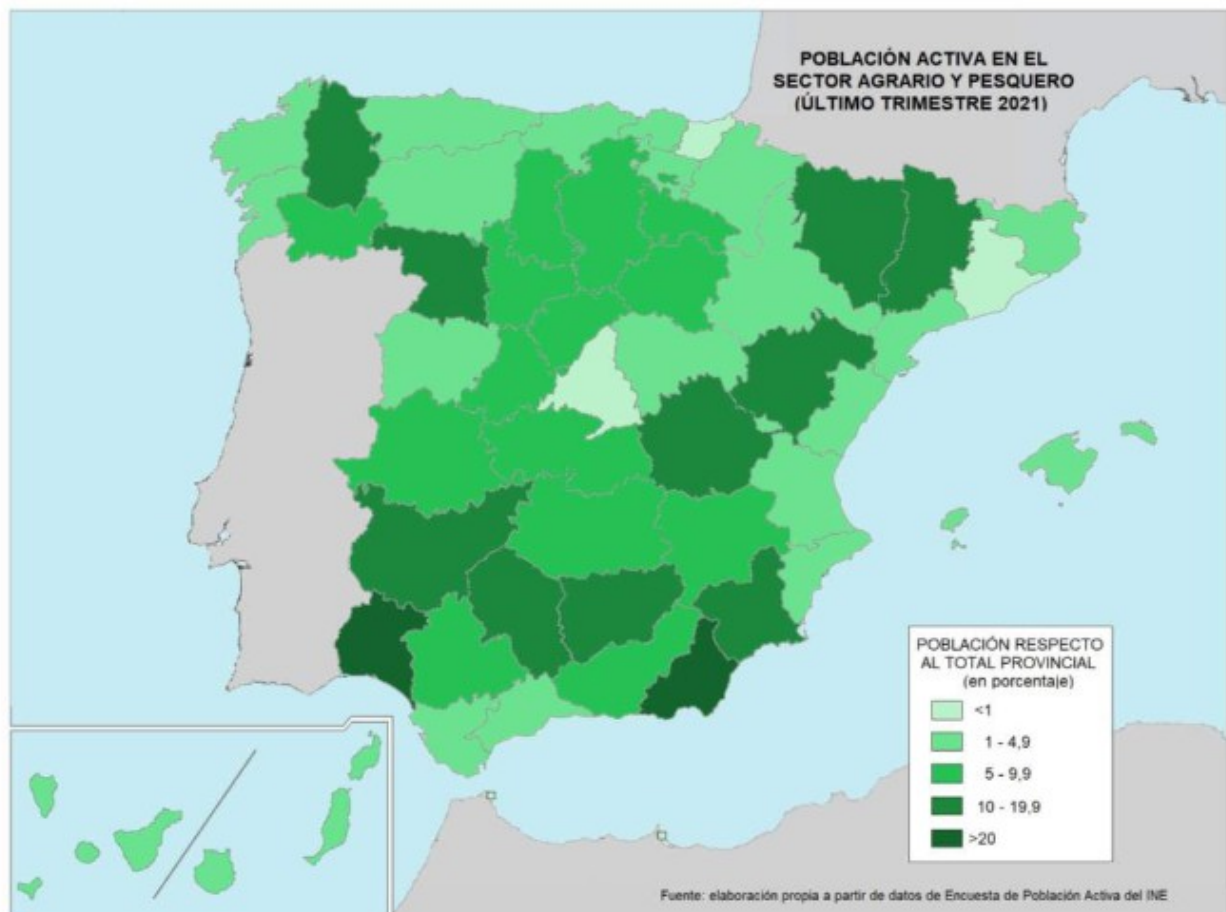 POBLACIÓN ACTIVA EN EL
SECTOR AGRARIO Y PESQUERO
(ÚLTIMO TRIMESTRE 2021)
POBLACIÓN RESPECTO
AL TOTAL PROVINCIAL
(en porcentaje)
<1
1 - 4,9
5 - 9,9
10 - 19,9
>20
Fuente: elaboración propia a partir de datos de Encuesta de Población Activa del INE